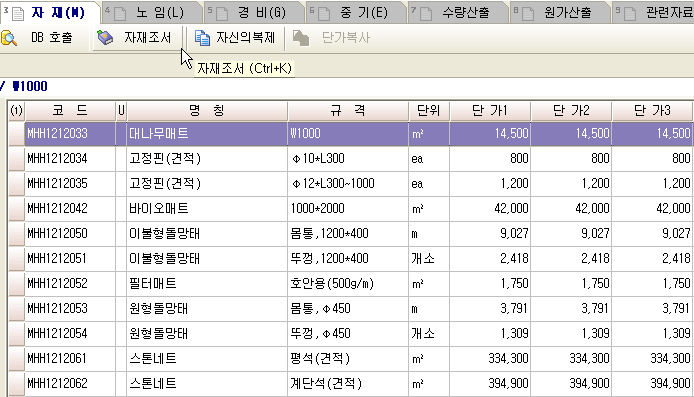 3 자 재(M) 4 노 임(L) 5 경 비(G) 6 중 기(E) 7 수량산출 8 원가산출 9 관련자료
DB 호출 자재조서 자신의복제 단가복사
자재조서 (Ctrl+K)
/ ₩1000
(1) 코 드 U 명 칭 규 격 단위 단 가1 단 가2 단 가3
MHH1212033 대나무매트 ₩1000 ㎡ 14,500 14,500 14,500
MHH1212034 고정핀(견적) Φ10*L300 ea 800 800 800
MHH1212035 고정핀(견적) Φ12*L300~1000 ea 1,200 1,200 1,200
MHH1212042 바이오매트 1000*2000 ㎡ 42,000 42,000 42,000
MHH1212050 이불형돌망태 몸통,1200*400 m 9,027 9,027 9,027
MHH1212051 이불형돌망태 뚜껑,1200*400 개소 2,418 2,418 2,418
MHH1212052 필터매트 호안용(500g/m) ㎡ 1,750 1,750 1,750
MHH1212053 원형돌망태 몸통,Φ450 m 3,791 3,791 3,791
MHH1212054 원형돌망태 뚜껑,Φ450 개소 1,309 1,309 1,309
MHH1212061 스톤네트 평석(견적) ㎡ 334,300 334,300 334,300
MHH1212062 스톤네트 계단석(견적) ㎡ 394,900 394,900 394,900